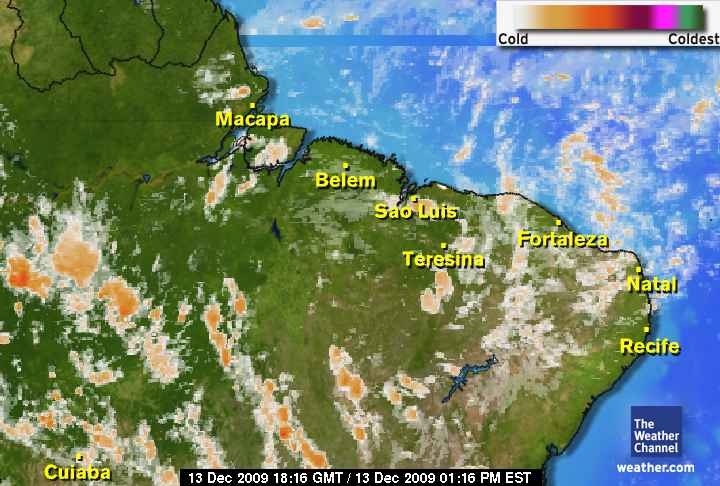 Cold Coldest
Macapa
Belem
Sao Luis
Fortaleza
Teresina
Natal
Recife
The
Weather
Channel
weather.com
Cuiaba
13 Dec 2009 18:16 GMT / 13 Dec 2009 01:16 PM EST